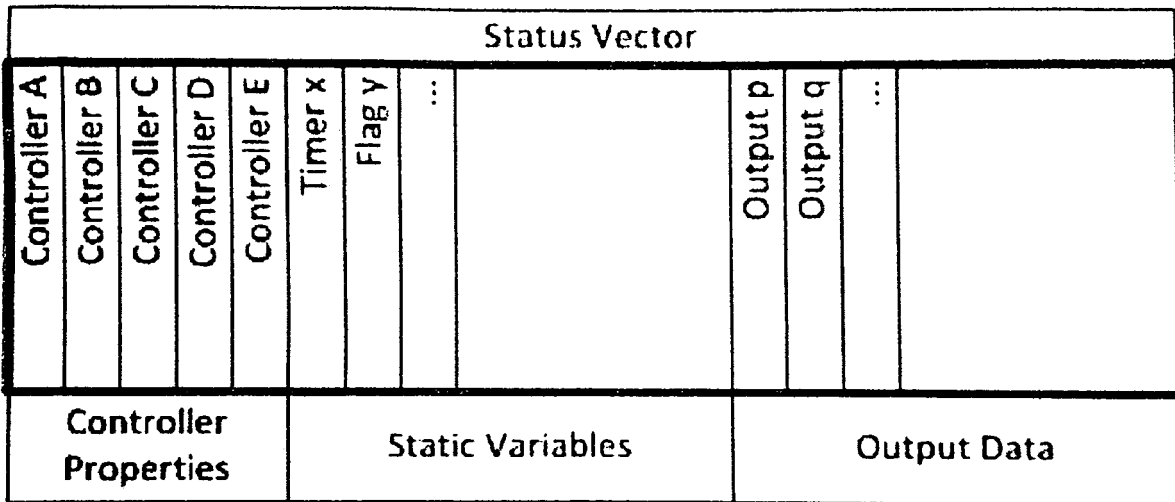 Status Vector
Controller A
Controller B
Controller C
Controller D
Controller E
Timer x
Flag y
...
Output p
Output q
...
Controller
Properties
Static Variables
Output Data